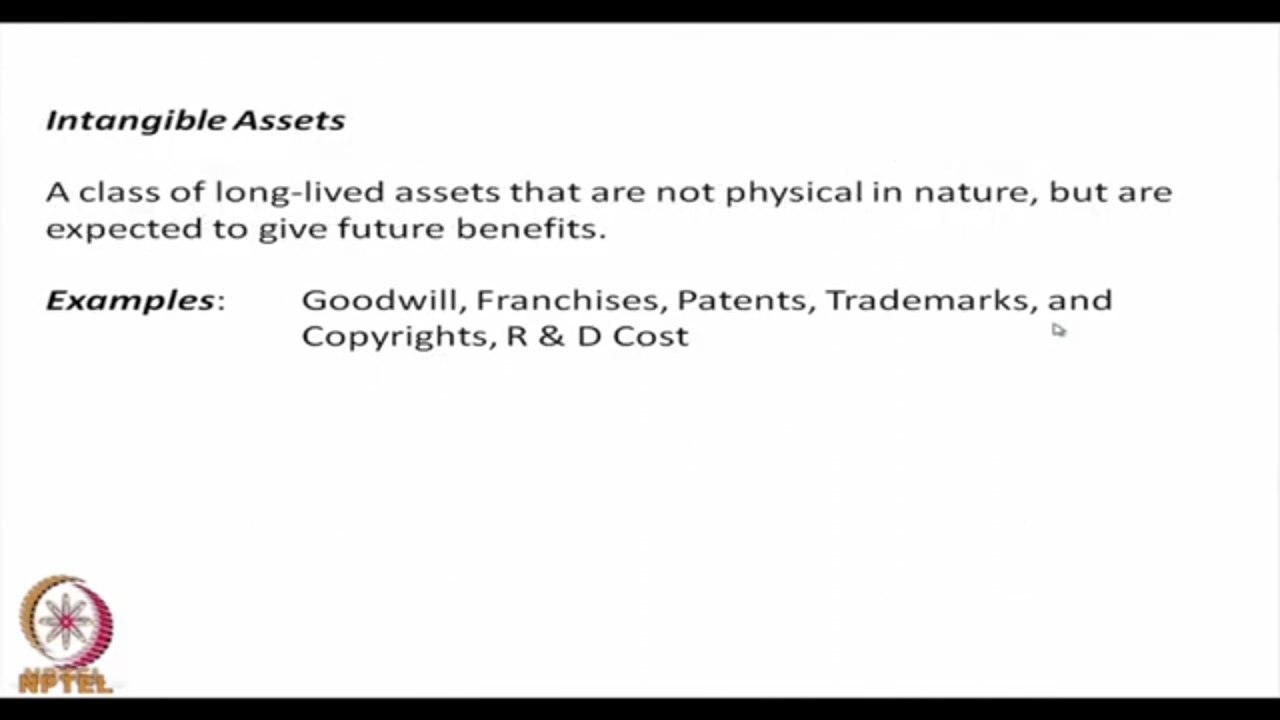 Intangible Assets
A class of long-lived assets that are not physical in nature, but are
expected to give future benefits.
Examples: Goodwill, Franchises, Patents, Trademarks, and
Copyrights, R & D Cost
NPTEL